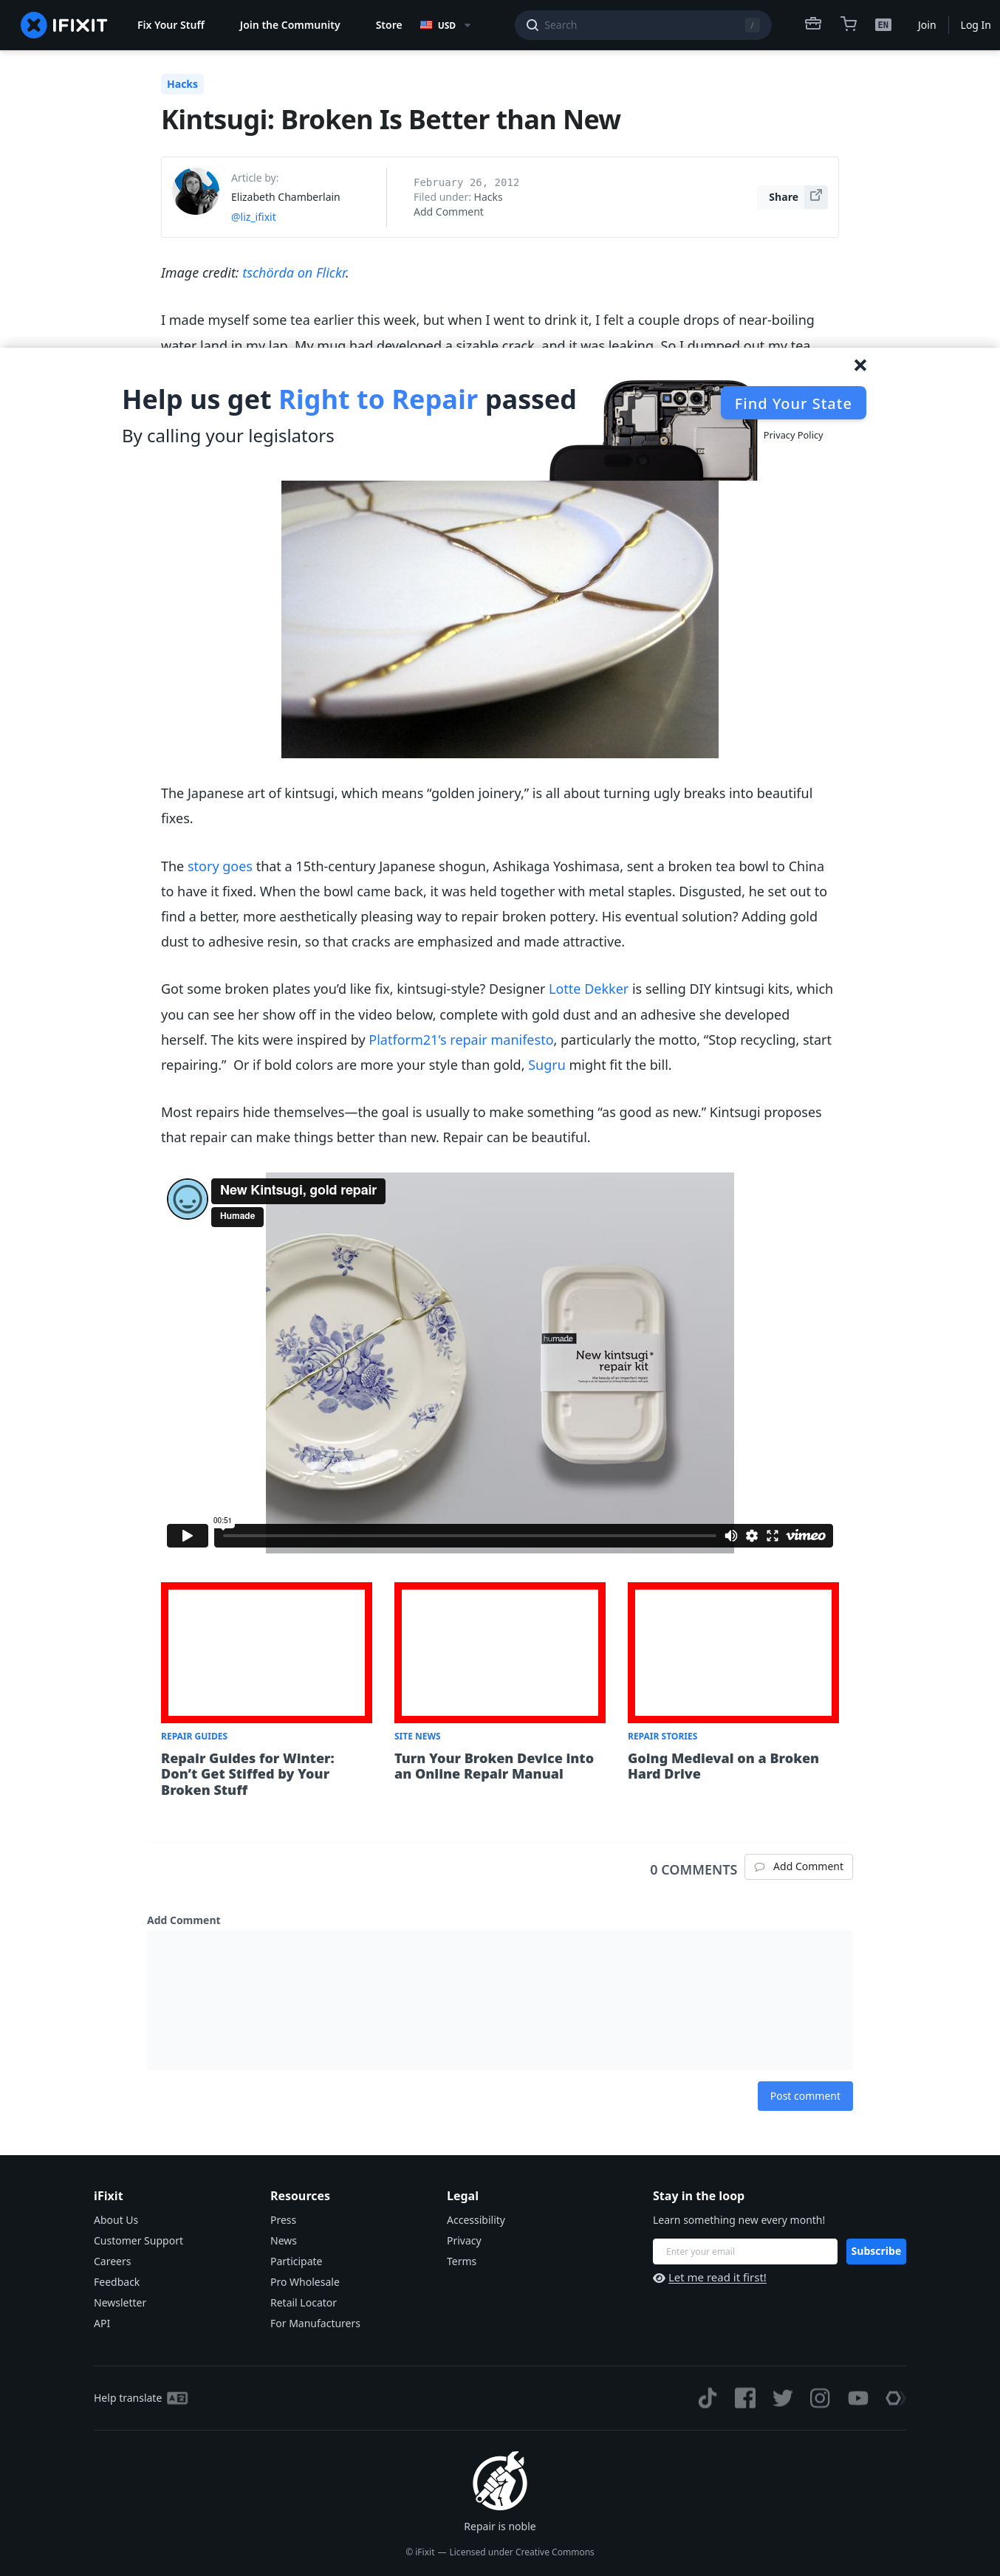 IFIXIT
Fix Your Stuff
Join the Community
Store
USD
Search
/
EN
Join
Log In
Hacks
Kintsugi: Broken Is Better than New
Article by:
Elizabeth Chamberlain
@liz_ifixit
February 26, 2012
Filed under: Hacks
Add Comment
Share
Image credit: tschörda on Flickr.
I made myself some tea earlier this week, but when I went to drink it, I felt a couple drops of near-boiling
water land in my lap. My mug had developed a sizable crack, and it was leaking. So I dumped out my tea
Help us get Right to Repair passed
By calling your legislators
Find Your State
Privacy Policy
The Japanese art of kintsugi, which means “golden joinery,” is all about turning ugly breaks into beautiful
fixes.
The story goes that a 15th-century Japanese shogun, Ashikaga Yoshimasa, sent a broken tea bowl to China
to have it fixed. When the bowl came back, it was held together with metal staples. Disgusted, he set out to
find a better, more aesthetically pleasing way to repair broken pottery. His eventual solution? Adding gold
dust to adhesive resin, so that cracks are emphasized and made attractive.
Got some broken plates you’d like fix, kintsugi-style? Designer Lotte Dekker is selling DIY kintsugi kits, which
you can see her show off in the video below, complete with gold dust and an adhesive she developed
herself. The kits were inspired by Platform21’s repair manifesto, particularly the motto, “Stop recycling, start
repairing.”  Or if bold colors are more your style than gold, Sugru might fit the bill.
Most repairs hide themselves—the goal is usually to make something “as good as new.” Kintsugi proposes
that repair can make things better than new. Repair can be beautiful.
New Kintsugi, gold repair
Humade
humade
New kintsugi*
repair kit
the beauty of an imperfect repair
00:51
vimeo
REPAIR GUIDES
Repair Guides for Winter:
Don’t Get Stiffed by Your
Broken Stuff
SITE NEWS
Turn Your Broken Device into
an Online Repair Manual
REPAIR STORIES
Going Medieval on a Broken
Hard Drive
0 COMMENTS
Add Comment
Add Comment
Post comment
iFixit
About Us
Customer Support
Careers
Feedback
Newsletter
API
Resources
Press
News
Participate
Pro Wholesale
Retail Locator
For Manufacturers
Legal
Accessibility
Privacy
Terms
Stay in the loop
Learn something new every month!
Enter your email
Subscribe
Let me read it first!
Help translate
Repair is noble
© iFixit — Licensed under Creative Commons